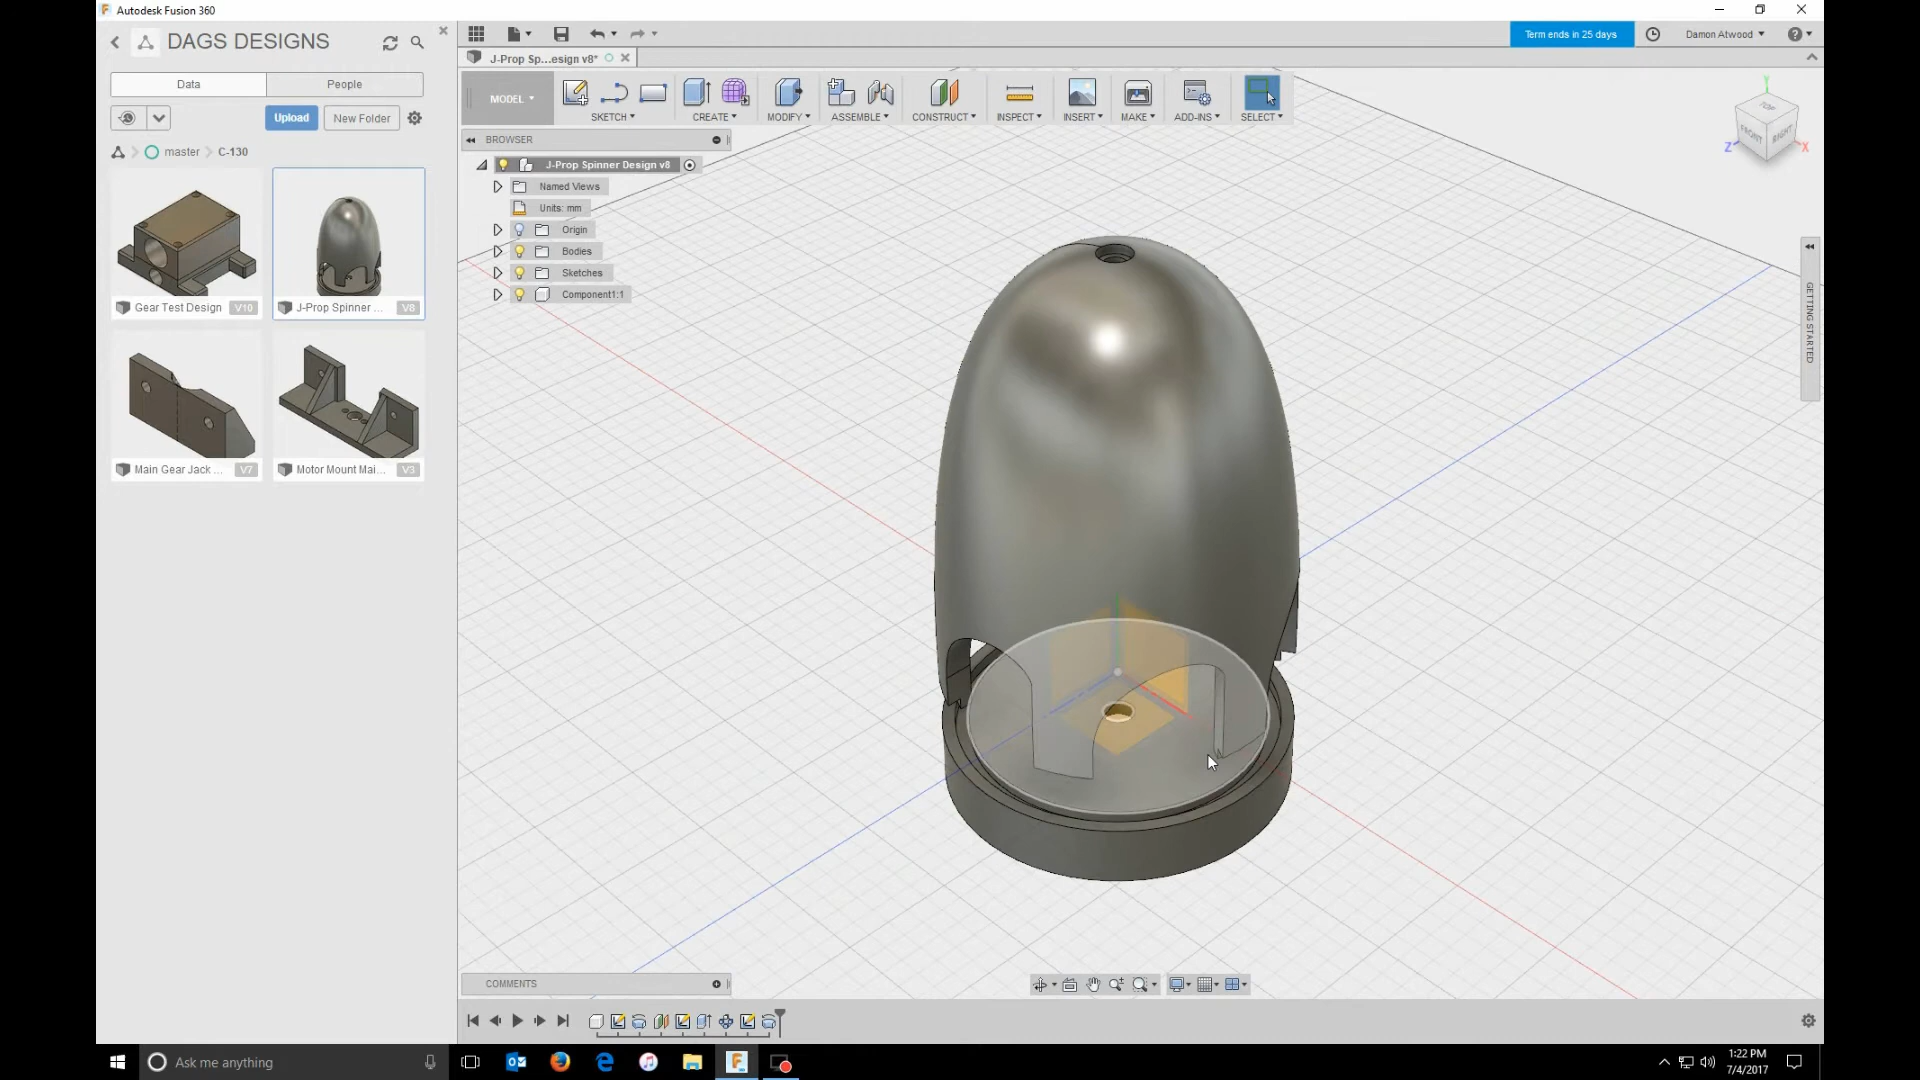 Autodesk Fusion 360
DAGS DESIGNS
Data
People
Upload
New Folder
master
C-130
Gear Test Design
V10
J-Prop Spinner ...
V8
Main Gear Jack ...
V7
Motor Mount Mai...
V3
Term ends in 25 days
Damon Atwood
J-Prop Sp...esign v8*
MODEL
SKETCH
CREATE
MODIFY
ASSEMBLE
CONSTRUCT
INSPECT
INSERT
MAKE
ADD-INS
SELECT
BROWSER
J-Prop Spinner Design v8
Named Views
Units: mm
Origin
Bodies
Sketches
Component1:1
Y
TOP
FRONT
RIGHT
Z
X
GETTING STARTED
COMMENTS
Ask me anything
1:22 PM
7/4/2017